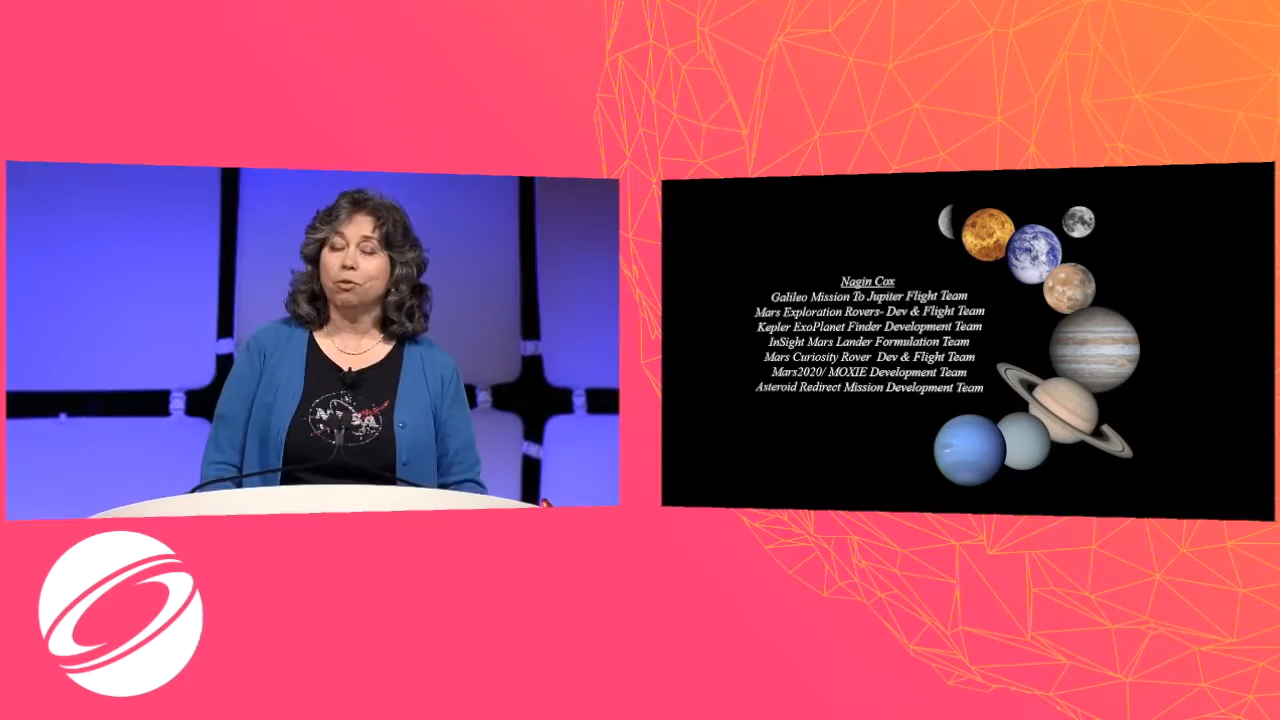 NASA
Nagin Cox
Galileo Mission To Jupiter Flight Team
Mars Exploration Rovers- Dev & Flight Team
Kepler ExoPlanet Finder Development Team
InSight Mars Lander Formulation Team
Mars Curiosity Rover Dev & Flight Team
Mars2020/ MOXIE Development Team
Asteroid Redirect Mission Development Team